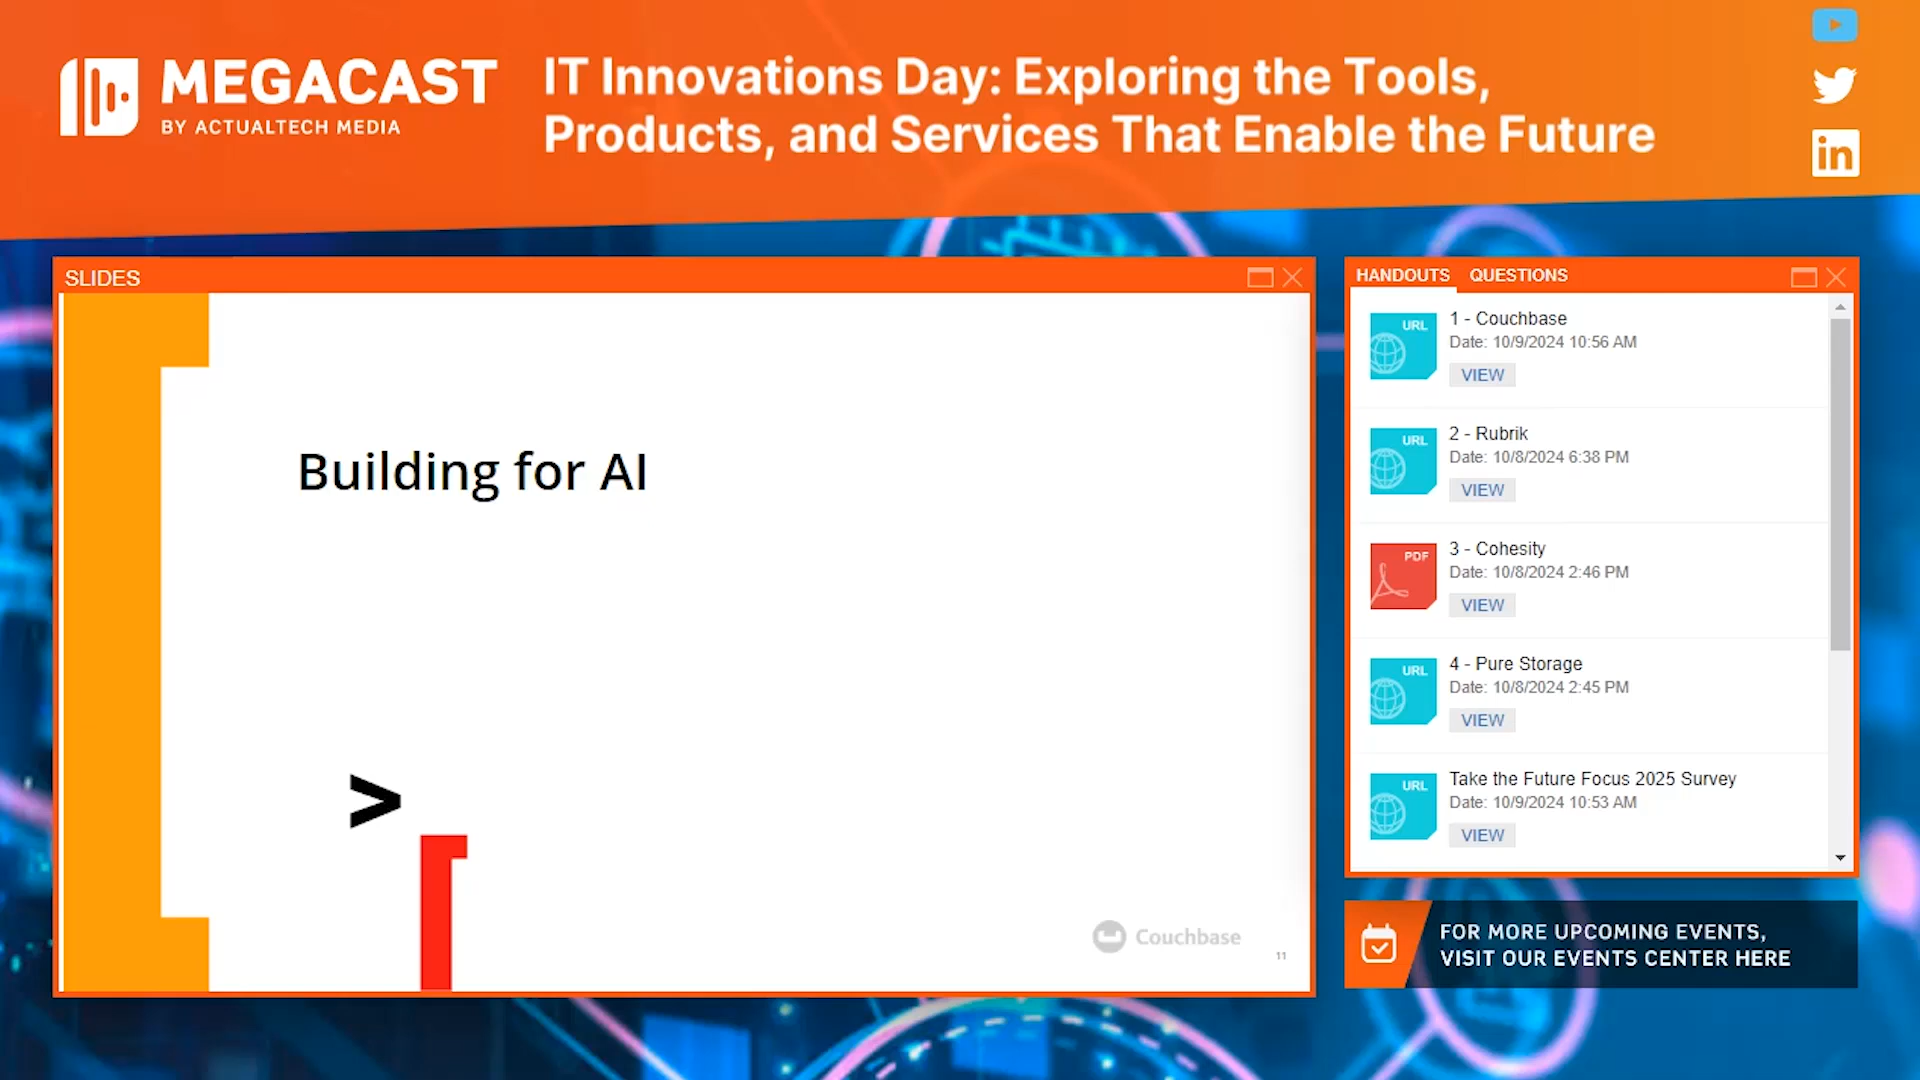 MEGACAST
BY ACTUALTECH MEDIA
IT Innovations Day: Exploring the Tools,
Products, and Services That Enable the Future
in
SLIDES
Building for AI
>
Couchbase
11
HANDOUTS QUESTIONS
URL
1 - Couchbase
Date: 10/9/2024 10:56 AM
VIEW
URL
2 - Rubrik
Date: 10/8/2024 6:38 PM
VIEW
PDF
3 - Cohesity
Date: 10/8/2024 2:46 PM
VIEW
URL
4 - Pure Storage
Date: 10/8/2024 2:45 PM
VIEW
URL
Take the Future Focus 2025 Survey
Date: 10/9/2024 10:53 AM
VIEW
FOR MORE UPCOMING EVENTS,
VISIT OUR EVENTS CENTER HERE